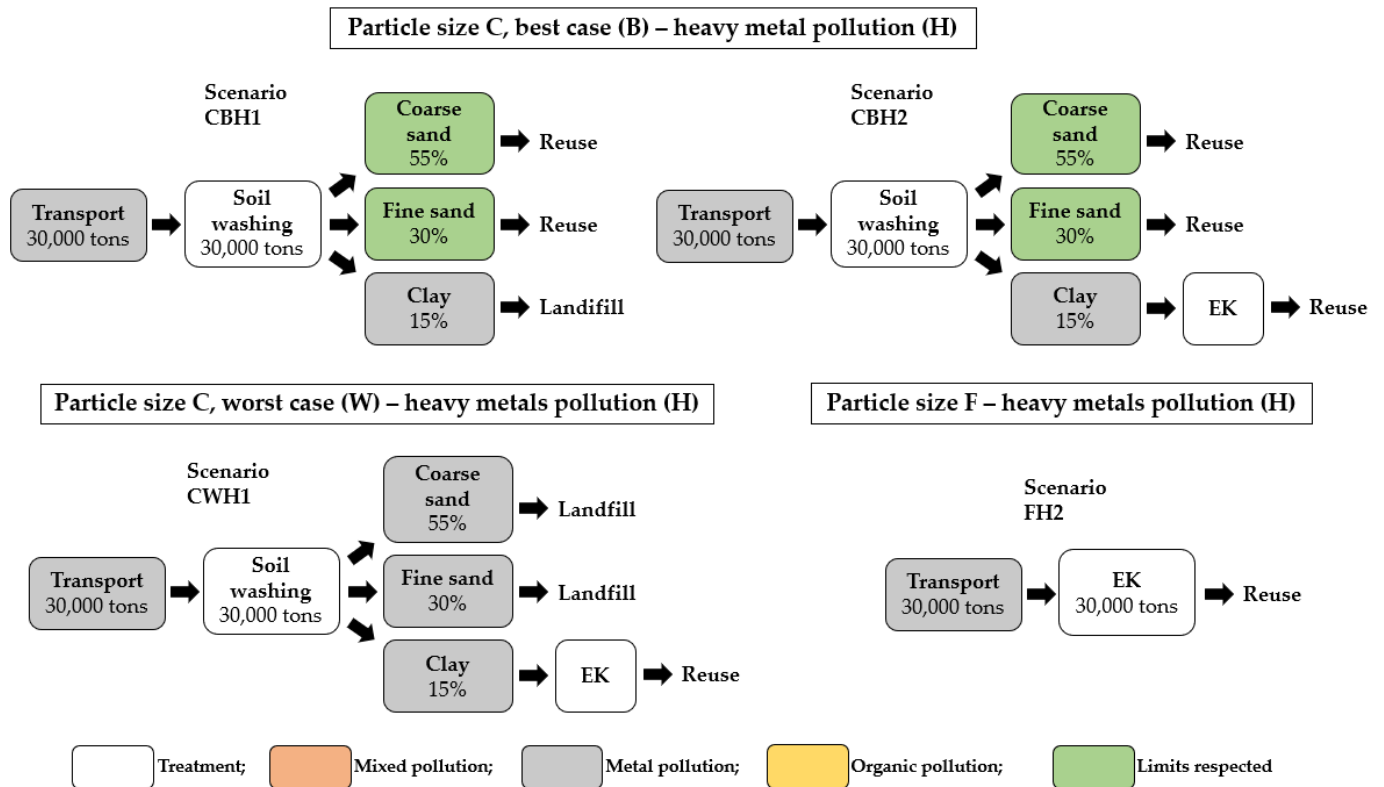 Particle size C, best case (B) – heavy metal pollution (H)
Scenario
CBH1
Transport
30,000 tons
Soil
washing
30,000 tons
Coarse
sand
55%
Reuse
Fine sand
30%
Reuse
Clay
15%
Landifill
Scenario
CBH2
Transport
30,000 tons
Soil
washing
30,000 tons
Coarse
sand
55%
Reuse
Fine sand
30%
Reuse
Clay
15%
EK
Reuse
Particle size C, worst case (W) – heavy metals pollution (H)
Scenario
CWH1
Transport
30,000 tons
Soil
washing
30,000 tons
Coarse
sand
55%
Landfill
Fine sand
30%
Landfill
Clay
15%
EK
Reuse
Particle size F – heavy metals pollution (H)
Scenario
FH2
Transport
30,000 tons
EK
30,000 tons
Reuse
Treatment;
Mixed pollution;
Metal pollution;
Organic pollution;
Limits respected